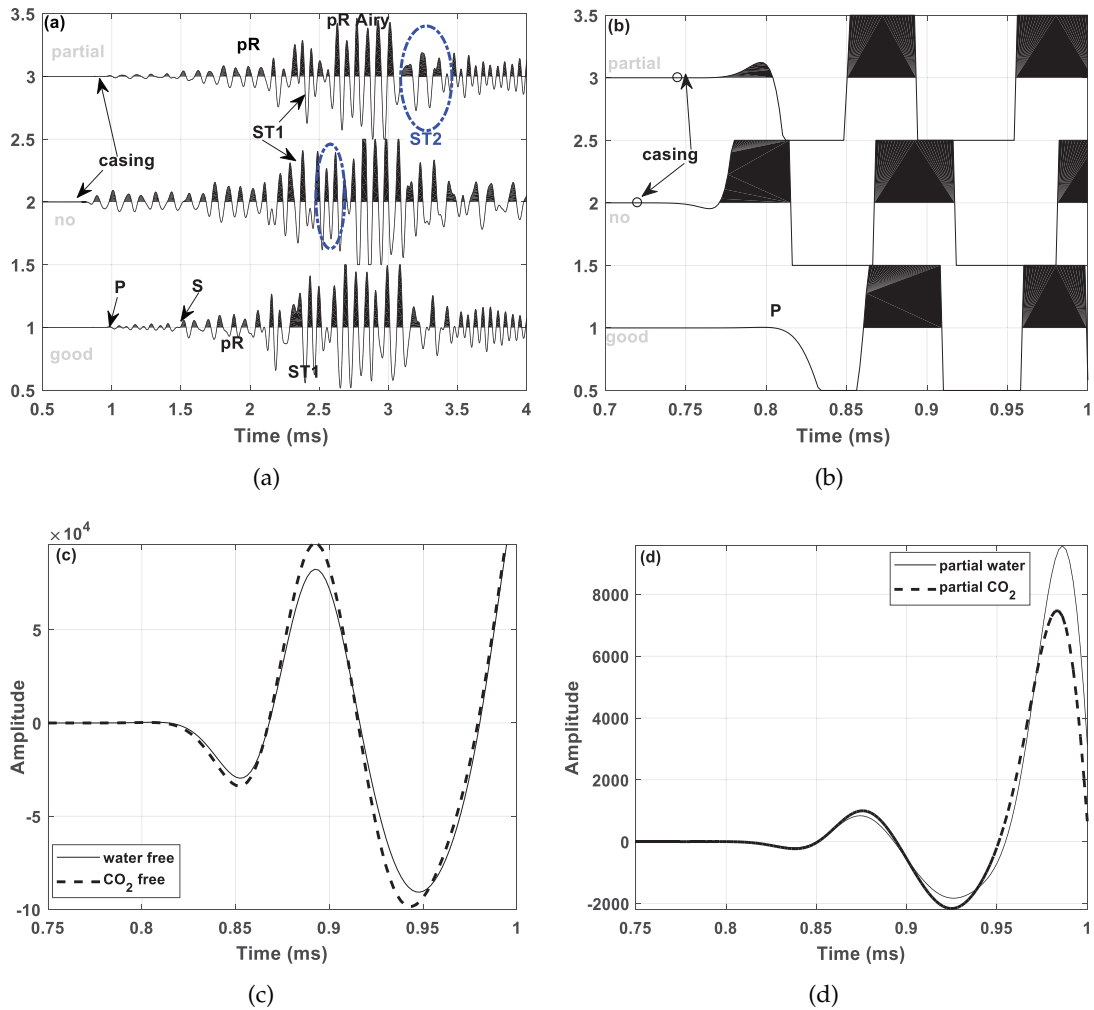 (a)
3.5
partial
3
pR
pR Airy
ST1
ST2
2.5
casing
2
no
1.5
P
S
1
pR
good
ST1
0.5
0.5 1 1.5 2 2.5 3 3.5 4
Time (ms)
(a)
(b)
3.5
partial
3
2.5
casing
2
no
1.5
P
1
good
0.5
0.7 0.75 0.8 0.85 0.9 0.95 1
Time (ms)
(b)
×10^4
(c)
5
0
-5
-10
Amplitude
water free
CO2 free
0.75 0.8 0.85 0.9 0.95 1
Time (ms)
(c)
(d)
partial water
partial CO2
8000
6000
4000
2000
0
-2000
Amplitude
0.75 0.8 0.85 0.9 0.95 1
Time (ms)
(d)